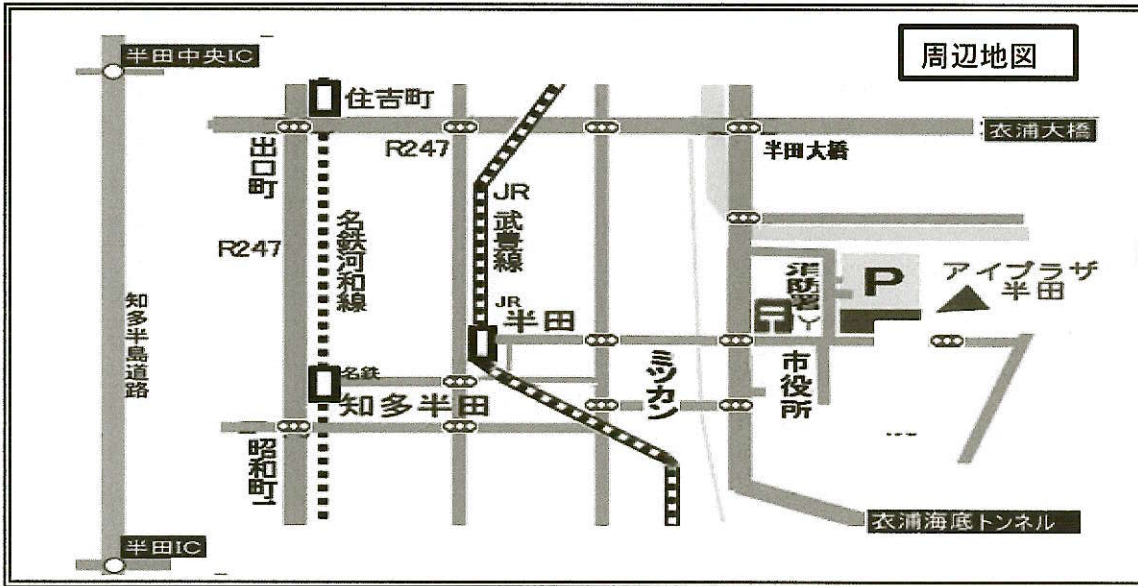 周辺地図
半田中央IC
住吉町
衣浦大橋
出口町
R247
半田大橋
JR
武豊線
R247
名鉄河和線
消防署
P
アイプラザ
半田
知多半島道路
JR
半田
〒
Y
ミツカン
市役所
名鉄
知多半田
昭和町1
衣浦海底トンネル
半田IC